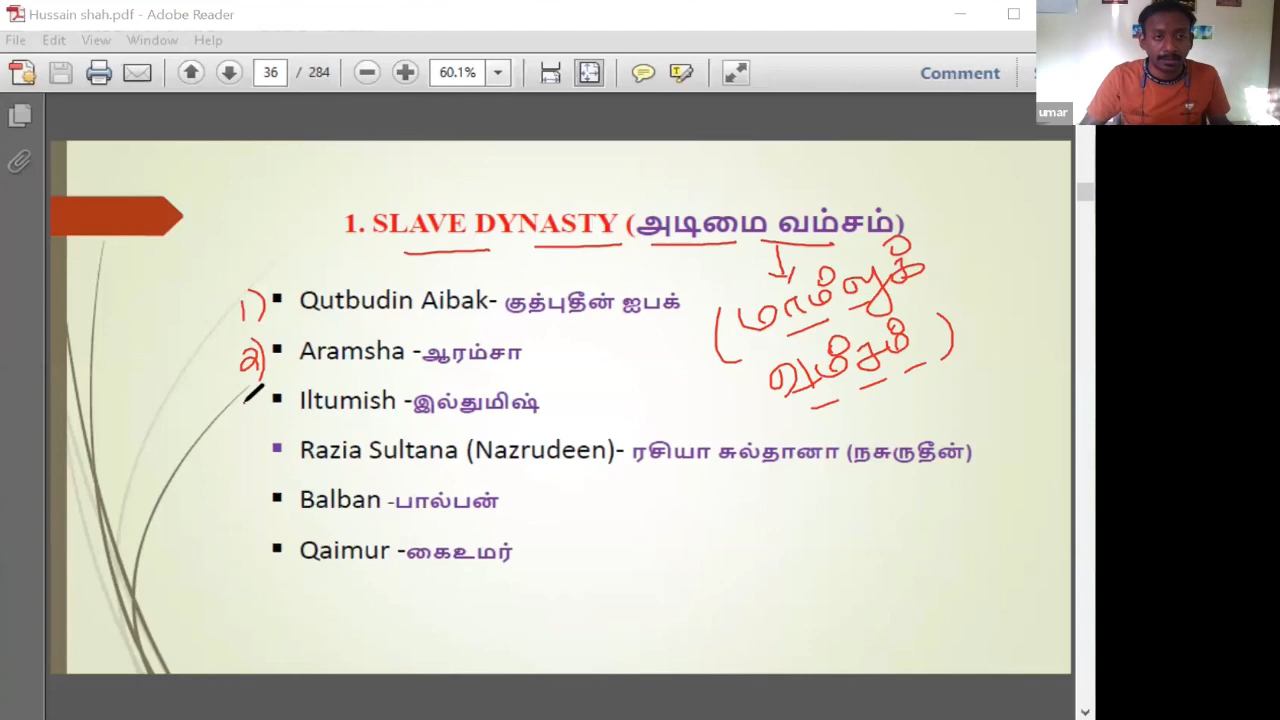 Hussain shah.pdf - Adobe Reader
File Edit View Window Help
36 / 284 60.1% Comment
umar
1. SLAVE DYNASTY (அடிமை வம்சம்)
1) Qutbudin Aibak- குத்புதீன் ஐபக்
(மாம்லுக்
வம்சம்)
2) Aramsha -ஆரம்சா
Iltumish -இல்துமிஷ்
Razia Sultana (Nazrudeen)- ரசியா சுல்தானா (நசுருதீன்)
Balban -பால்பன்
Qaimur -கைஉமர்